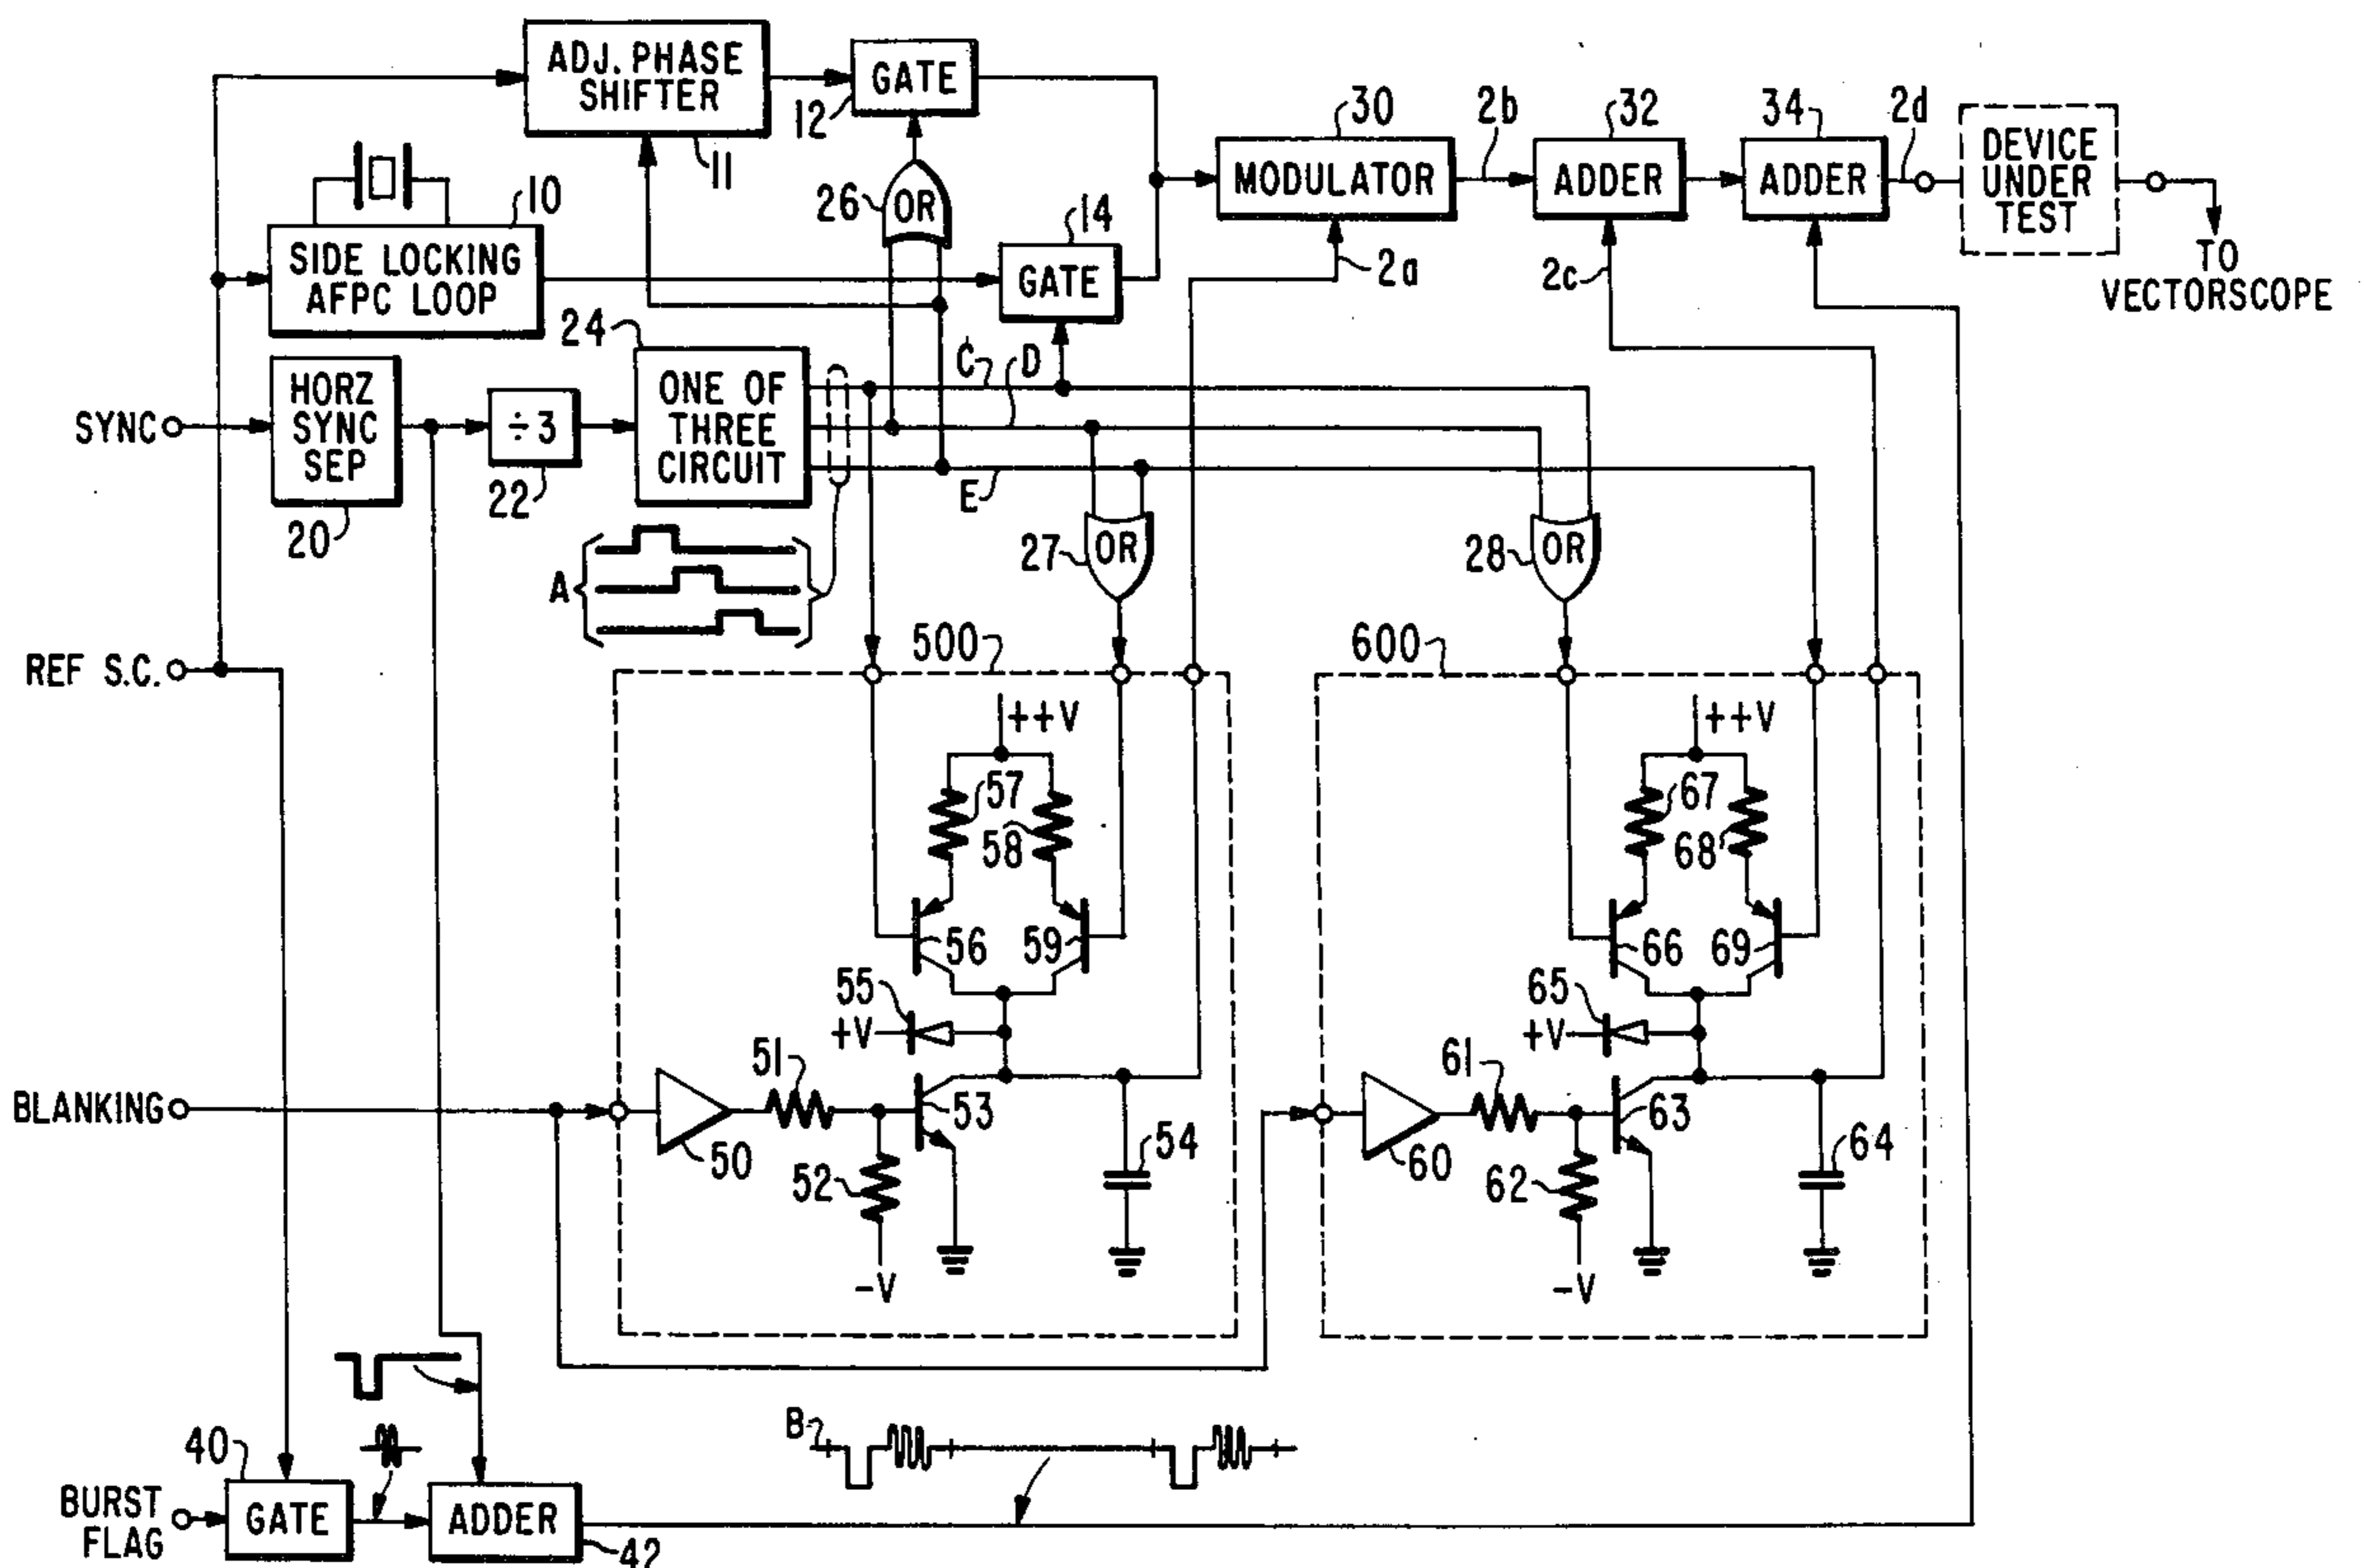 ADJ. PHASE
SHIFTER
11
GATE
12
10
SIDE LOCKING
AFPC LOOP
26
OR
14
GATE
30
MODULATOR
2a
2b
32
ADDER
2c
34
ADDER
2d
DEVICE
UNDER
TEST
TO
VECTORSCOPE
SYNC
HORZ
SYNC
SEP
20
÷3
22
24
ONE OF
THREE
CIRCUIT
C
D
E
A
27
OR
28
OR
REF S.C.
500
++V
57
58
56
59
55
+V
51
53
50
52
54
-V
600
++V
67
68
66
69
65
+V
61
63
60
62
64
-V
BLANKING
B
40
BURST
FLAG
GATE
ADDER
42